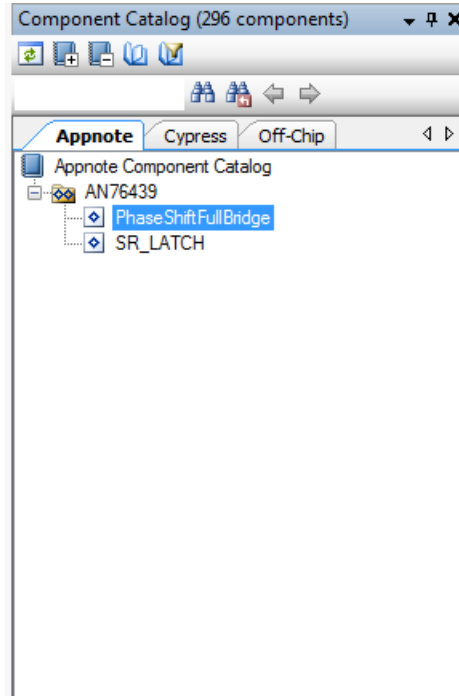 Component Catalog (296 components)
Appnote Cypress Off-Chip
Appnote Component Catalog
AN76439
PhaseShiftFullBridge
SR_LATCH